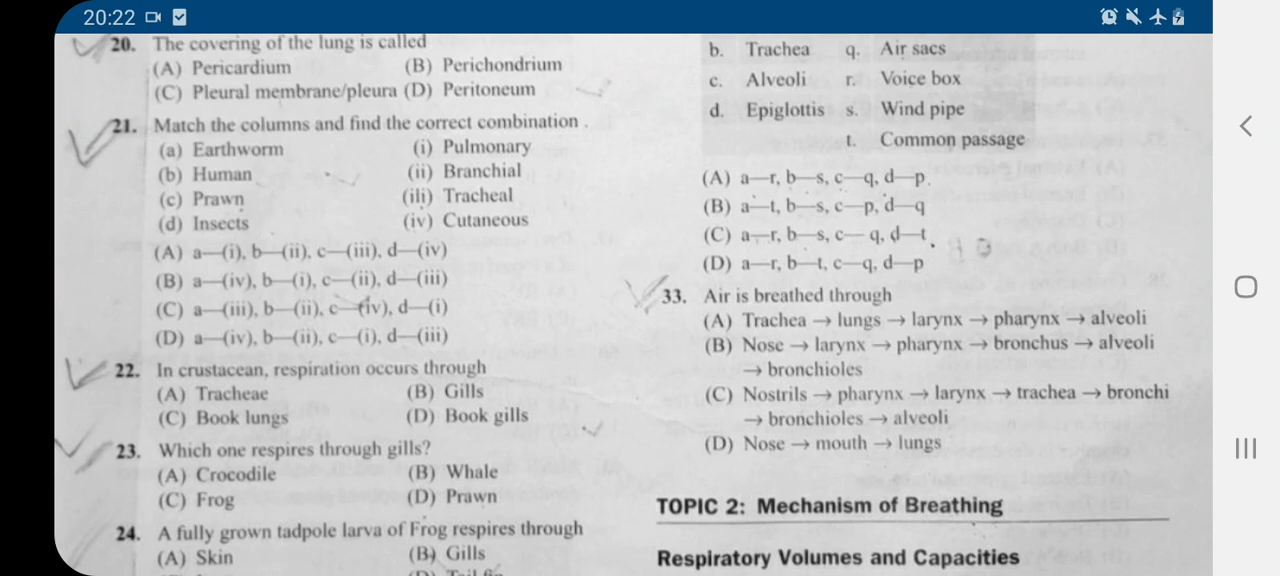 20:22
20. The covering of the lung is called
(A) Pericardium (B) Perichondrium
(C) Pleural membrane/pleura (D) Peritoneum
21. Match the columns and find the correct combination .
(a) Earthworm (i) Pulmonary
(b) Human (ii) Branchial
(c) Prawn (iii) Tracheal
(d) Insects (iv) Cutaneous
(A) a—(i), b—(ii), c—(iii), d—(iv)
(B) a—(iv), b—(i), c—(ii), d—(iii)
(C) a—(iii), b—(ii), c—(iv), d—(i)
(D) a—(iv), b—(ii), c—(i), d—(iii)
22. In crustacean, respiration occurs through
(A) Tracheae (B) Gills
(C) Book lungs (D) Book gills
23. Which one respires through gills?
(A) Crocodile (B) Whale
(C) Frog (D) Prawn
24. A fully grown tadpole larva of Frog respires through
(A) Skin (B) Gills
b. Trachea q. Air sacs
c. Alveoli r. Voice box
d. Epiglottis s. Wind pipe
t. Common passage
(A) a—r, b—s, c—q, d—p
(B) a—t, b—s, c—p, d—q
(C) a—r, b—s, c—q, d—t
(D) a—r, b—t, c—q, d—p
33. Air is breathed through
(A) Trachea → lungs → larynx → pharynx → alveoli
(B) Nose → larynx → pharynx → bronchus → alveoli
→ bronchioles
(C) Nostrils → pharynx → larynx → trachea → bronchi
→ bronchioles → alveoli
(D) Nose → mouth → lungs
TOPIC 2: Mechanism of Breathing
Respiratory Volumes and Capacities